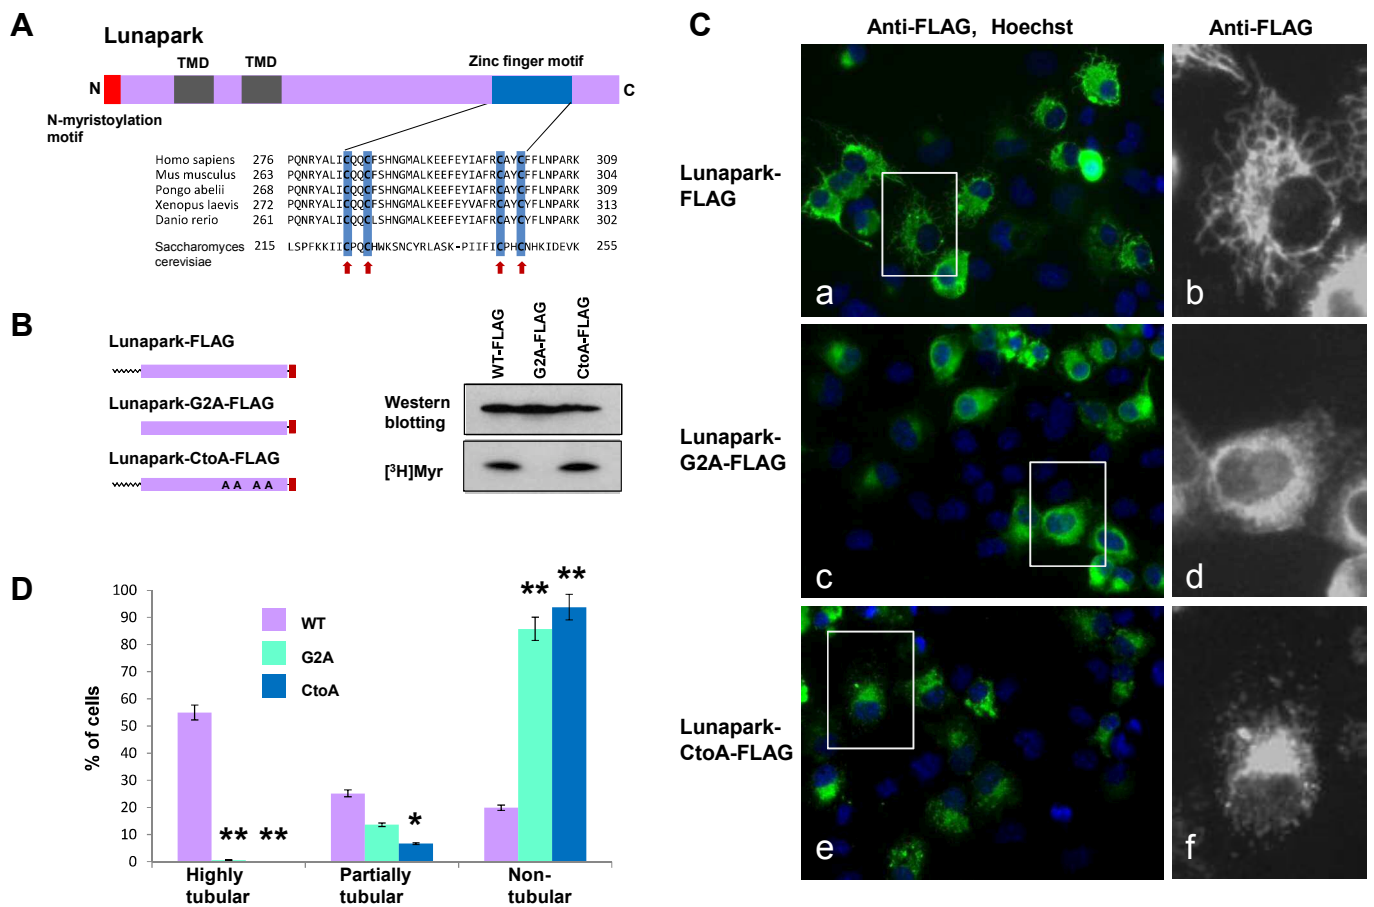 A
Lunapark
TMD TMD Zinc finger motif
N C
N-myristoylation
motif
Homo sapiens 276 PQNRYALICQQCFSHNGMALKEEFEYIAFRCAYCFFLNPARK 309
Mus musculus 263 PQNRYALICQQCFSHNGMALKEEFEYIAFRCAYCFFLNPARK 304
Pongo abelii 268 PQNRYALICQQCFSHNGMALKEEFEYIAFRCAYCFFLNPARK 309
Xenopus laevis 272 PQNRYALICQQCFSHNGMALKEEFEYVAFRCAYCYFLNPARK 313
Danio rerio 261 PQNRYALICQQCLSHNGMALKEEFEYIAFRCAYCYFLNPARK 302
Saccharomyces
cerevisiae 215 LSPFKKIICPQCHWKSNCYRLASK-PIIFICPHCNHKIDEVK 255
B
Lunapark-FLAG
Lunapark-G2A-FLAG
Lunapark-CtoA-FLAG
A A A A
WT-FLAG
G2A-FLAG
CtoA-FLAG
Western
blotting
[³H]Myr
C
Anti-FLAG, Hoechst
Anti-FLAG
Lunapark-
FLAG
a
b
Lunapark-
G2A-FLAG
c
d
Lunapark-
CtoA-FLAG
e
f
D
% of cells
100
90
80
70
60
50
40
30
20
10
0
WT
G2A
CtoA
** **
*
** **
Highly
tubular
Partially
tubular
Non-
tubular